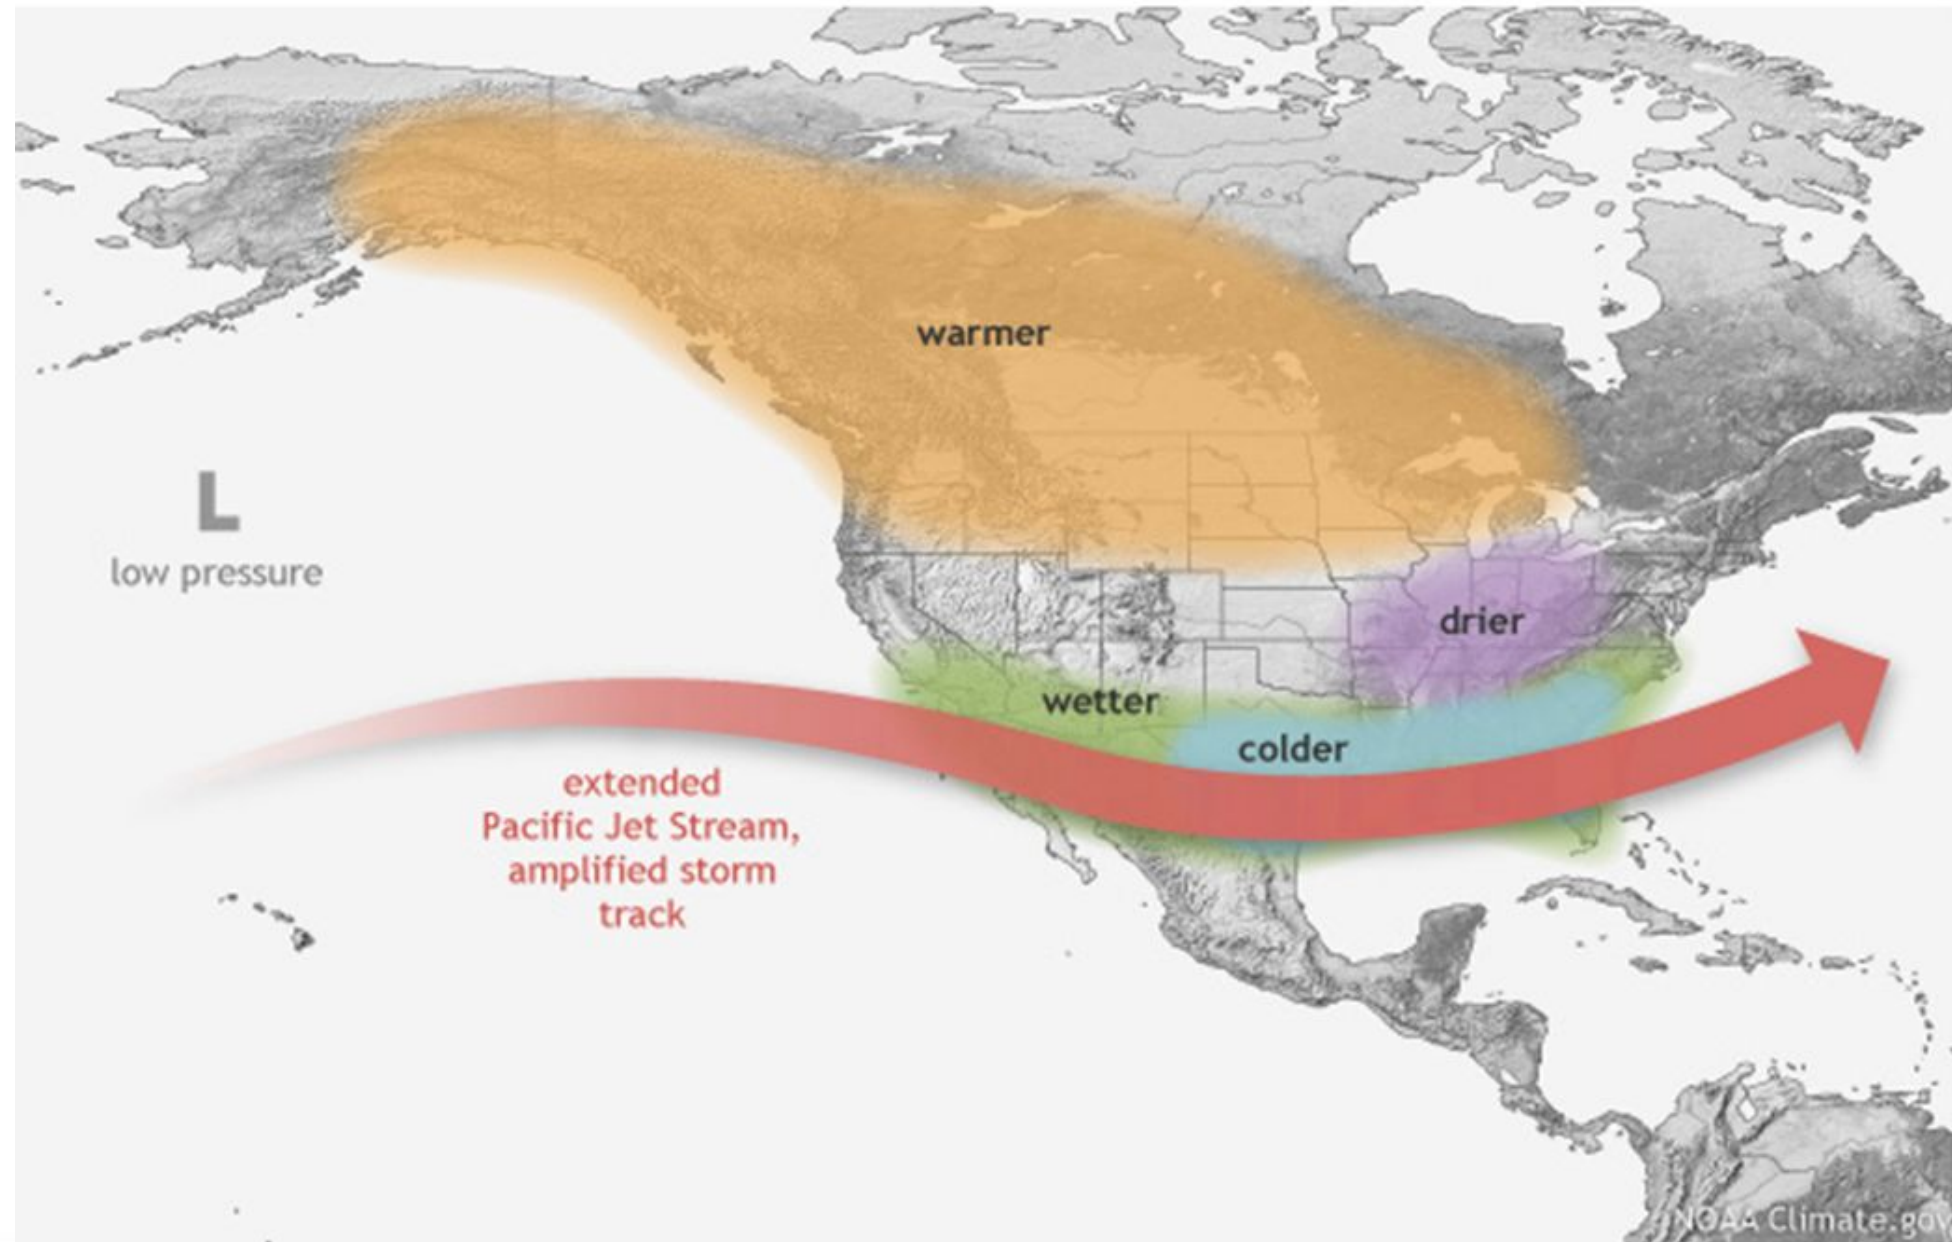 warmer
L
low pressure
drier
wetter
colder
extended
Pacific Jet Stream,
amplified storm
track
NOAA Climate.gov